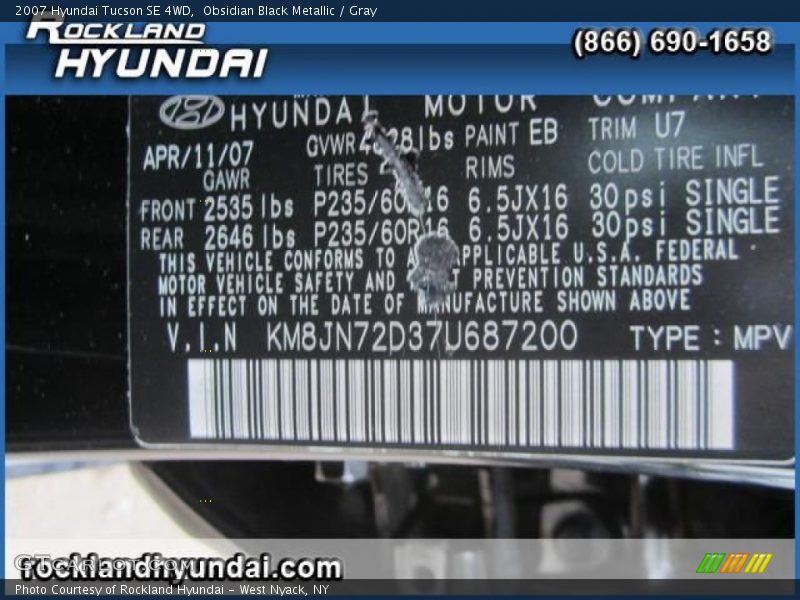 2007 Hyundai Tucson SE 4WD, Obsidian Black Metallic / Gray
ROCKLAND
HYUNDAI
(866) 690-1658
HYUNDAI MOTOR COMPANY
APR/11/07 GVWR lbs PAINT EB TRIM U7
GAWR TIRES RIMS COLD TIRE INFL
FRONT 2535 lbs P235/60R16 6.5JX16 30psi SINGLE
REAR 2646 lbs P235/60R16 6.5JX16 30psi SINGLE
THIS VEHICLE CONFORMS TO APPLICABLE U.S.A. FEDERAL
MOTOR VEHICLE SAFETY AND PREVENTION STANDARDS
IN EFFECT ON THE DATE OF MANUFACTURE SHOWN ABOVE
V.I.N KM8JN72D37U687200 TYPE : MPV
GTCARLOT.COM
rocklandhyundai.com
Photo Courtesy of Rockland Hyundai - West Nyack, NY